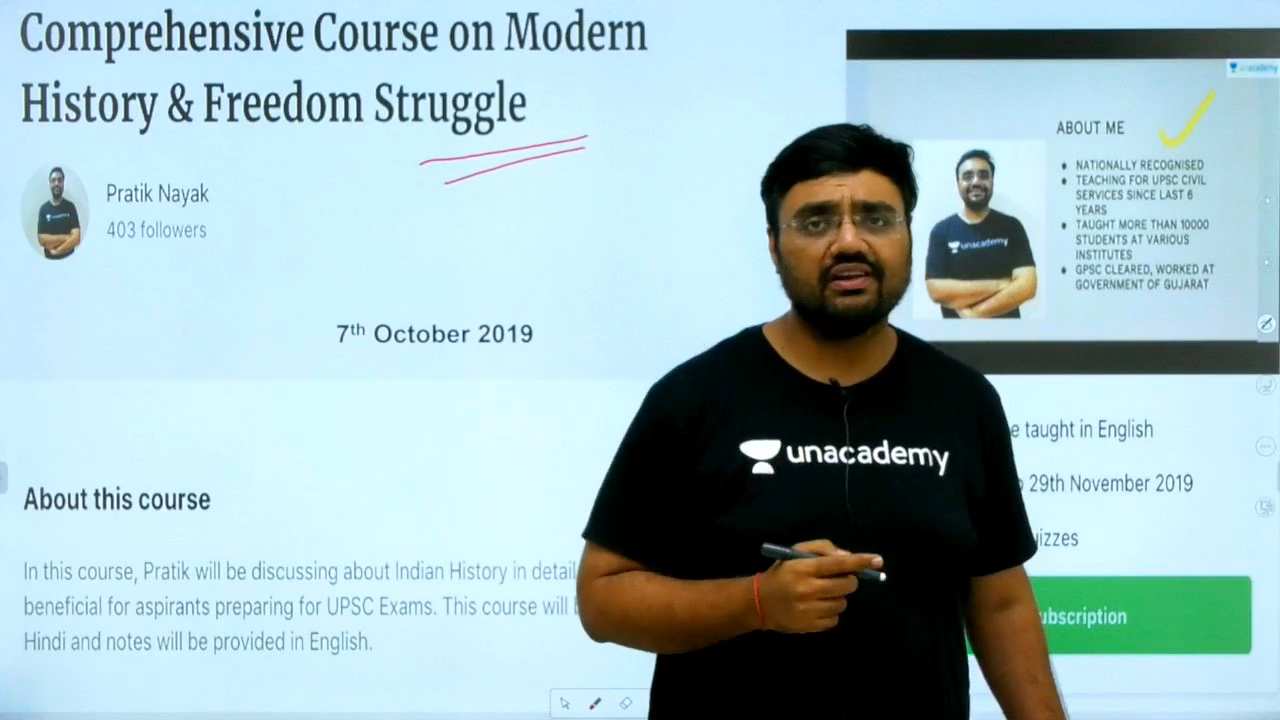 Comprehensive Course on Modern
History & Freedom Struggle
Pratik Nayak
403 followers
7th October 2019
unacademy
ABOUT ME
NATIONALLY RECOGNISED
TEACHING FOR UPSC CIVIL
SERVICES SINCE LAST 6
YEARS
TAUGHT MORE THAN 10000
STUDENTS AT VARIOUS
INSTITUTES
GPSC CLEARED, WORKED AT
GOVERNMENT OF GUJARAT
unacademy
unacademy
taught in English
29th November 2019
About this course
In this course, Pratik will be discussing about Indian History in detail
beneficial for aspirants preparing for UPSC Exams. This course will
Hindi and notes will be provided in English.